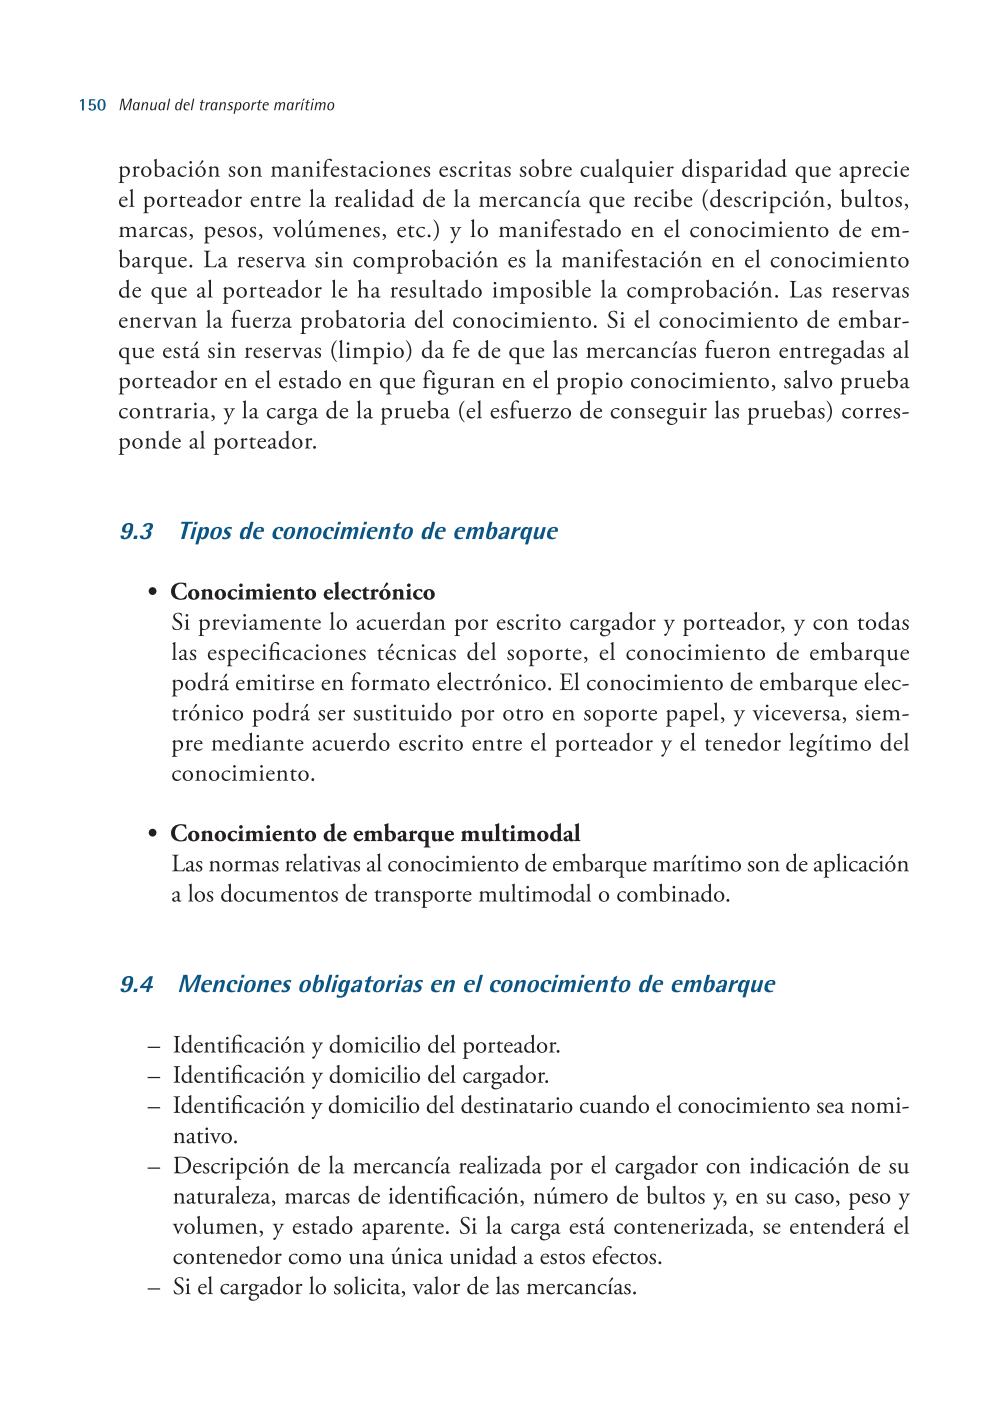 150 Manual del transporte marítimo
probación son manifestaciones escritas sobre cualquier disparidad que aprecie
el porteador entre la realidad de la mercancía que recibe (descripción, bultos,
marcas, pesos, volúmenes, etc.) y lo manifestado en el conocimiento de em-
barque. La reserva sin comprobación es la manifestación en el conocimiento
de que al porteador le ha resultado imposible la comprobación. Las reservas
enervan la fuerza probatoria del conocimiento. Si el conocimiento de embar-
que está sin reservas (limpio) da fe de que las mercancías fueron entregadas al
porteador en el estado en que figuran en el propio conocimiento, salvo prueba
contraria, y la carga de la prueba (el esfuerzo de conseguir las pruebas) corres-
ponde al porteador.
9.3 Tipos de conocimiento de embarque
• Conocimiento electrónico
Si previamente lo acuerdan por escrito cargador y porteador, y con todas
las especificaciones técnicas del soporte, el conocimiento de embarque
podrá emitirse en formato electrónico. El conocimiento de embarque elec-
trónico podrá ser sustituido por otro en soporte papel, y viceversa, siem-
pre mediante acuerdo escrito entre el porteador y el tenedor legítimo del
conocimiento.
• Conocimiento de embarque multimodal
Las normas relativas al conocimiento de embarque marítimo son de aplicación
a los documentos de transporte multimodal o combinado.
9.4 Menciones obligatorias en el conocimiento de embarque
– Identificación y domicilio del porteador.
– Identificación y domicilio del cargador.
– Identificación y domicilio del destinatario cuando el conocimiento sea nomi-
nativo.
– Descripción de la mercancía realizada por el cargador con indicación de su
naturaleza, marcas de identificación, número de bultos y, en su caso, peso y
volumen, y estado aparente. Si la carga está contenerizada, se entenderá el
contenedor como una única unidad a estos efectos.
– Si el cargador lo solicita, valor de las mercancías.